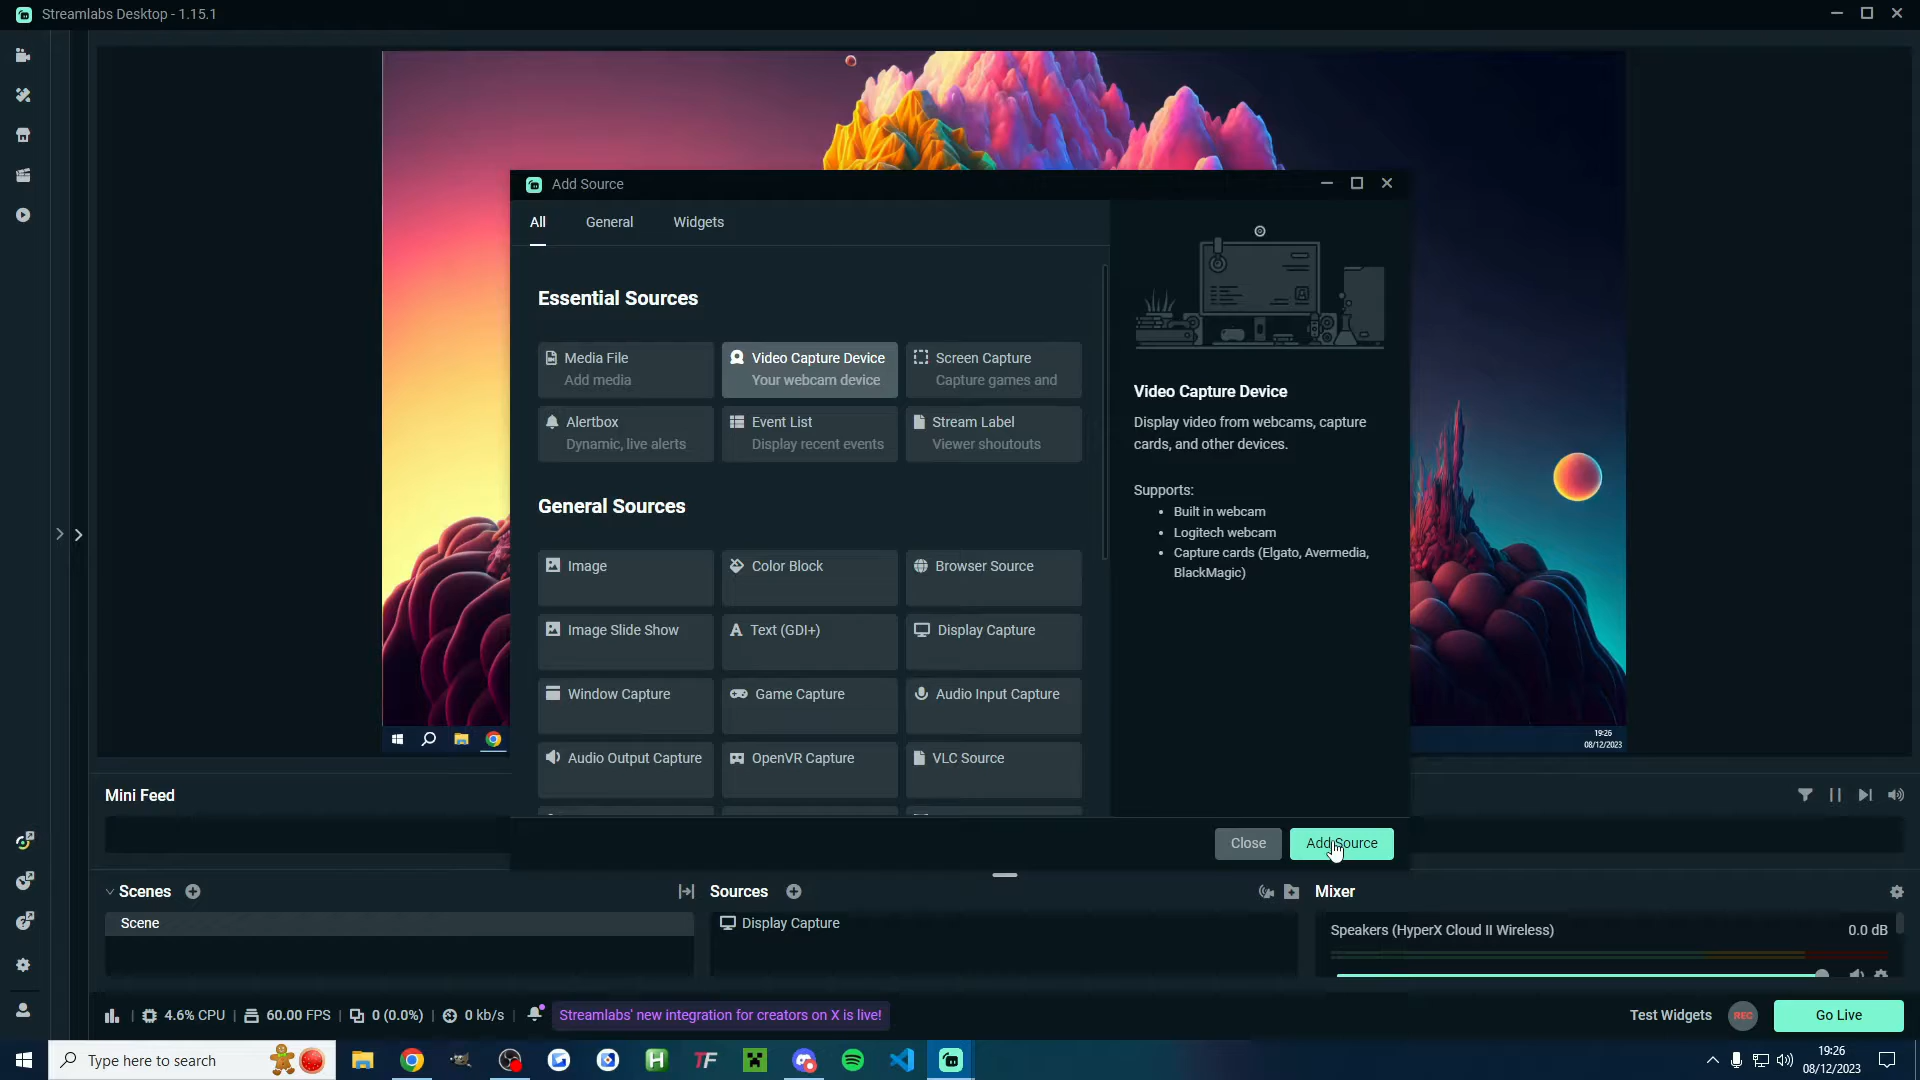 Streamlabs Desktop - 1.15.1
Add Source
All General Widgets
Essential Sources
Media File
Add media
Video Capture Device
Your webcam device
Screen Capture
Capture games and
Alertbox
Dynamic, live alerts
Event List
Display recent events
Stream Label
Viewer shoutouts
General Sources
Image
Color Block
Browser Source
Image Slide Show
Text (GDI+)
Display Capture
Window Capture
Game Capture
Audio Input Capture
Audio Output Capture
OpenVR Capture
VLC Source
Video Capture Device
Display video from webcams, capture
cards, and other devices.
Supports:
• Built in webcam
• Logitech webcam
• Capture cards (Elgato, Avermedia,
BlackMagic)
Close
Add Source
19:26
08/12/2023
Mini Feed
Scenes
Scene
Sources
Display Capture
Mixer
Speakers (HyperX Cloud II Wireless)
0.0 dB
4.6% CPU
60.00 FPS
0 (0.0%)
0 kb/s
Streamlabs' new integration for creators on X is live!
Test Widgets
REC
Go Live
Type here to search
H
TF
19:26
08/12/2023